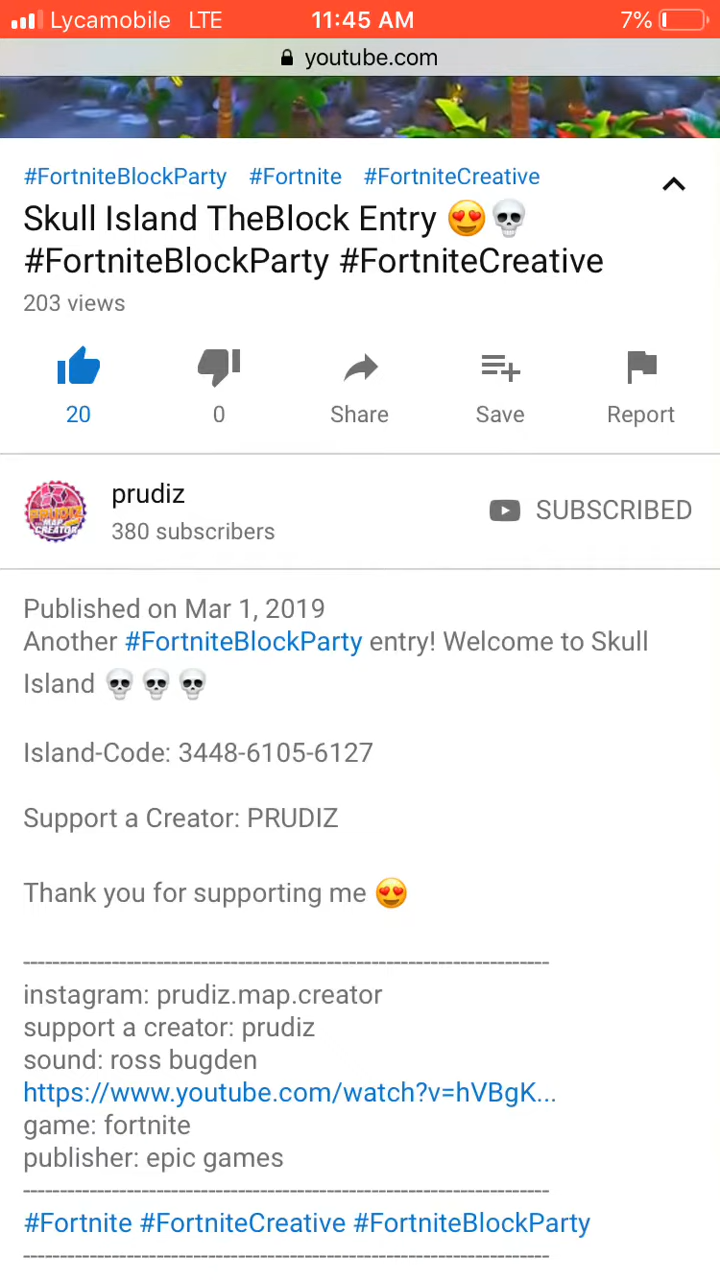 Lycamobile LTE 11:45 AM 7%
youtube.com
#FortniteBlockParty #Fortnite #FortniteCreative
Skull Island TheBlock Entry 😍💀
#FortniteBlockParty #FortniteCreative
203 views
20 0 Share Save Report
prudiz
380 subscribers
SUBSCRIBED
PRUDIZ MAP CREATOR
Published on Mar 1, 2019
Another #FortniteBlockParty entry! Welcome to Skull
Island 💀 💀 💀
Island-Code: 3448-6105-6127
Support a Creator: PRUDIZ
Thank you for supporting me 😍
------------------------------------------------------------------------
instagram: prudiz.map.creator
support a creator: prudiz
sound: ross bugden
https://www.youtube.com/watch?v=hVBgK...
game: fortnite
publisher: epic games
------------------------------------------------------------------------
#Fortnite #FortniteCreative #FortniteBlockParty
------------------------------------------------------------------------